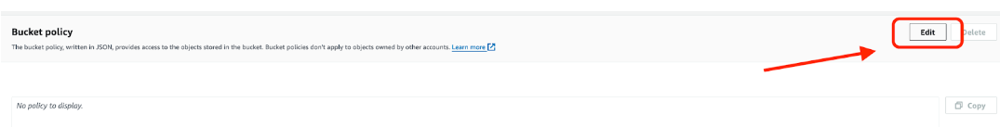 Bucket policy
Edit
Delete
The bucket policy, written in JSON, provides access to the objects stored in the bucket. Bucket policies don't apply to objects owned by other accounts. Learn more
No policy to display.
Copy